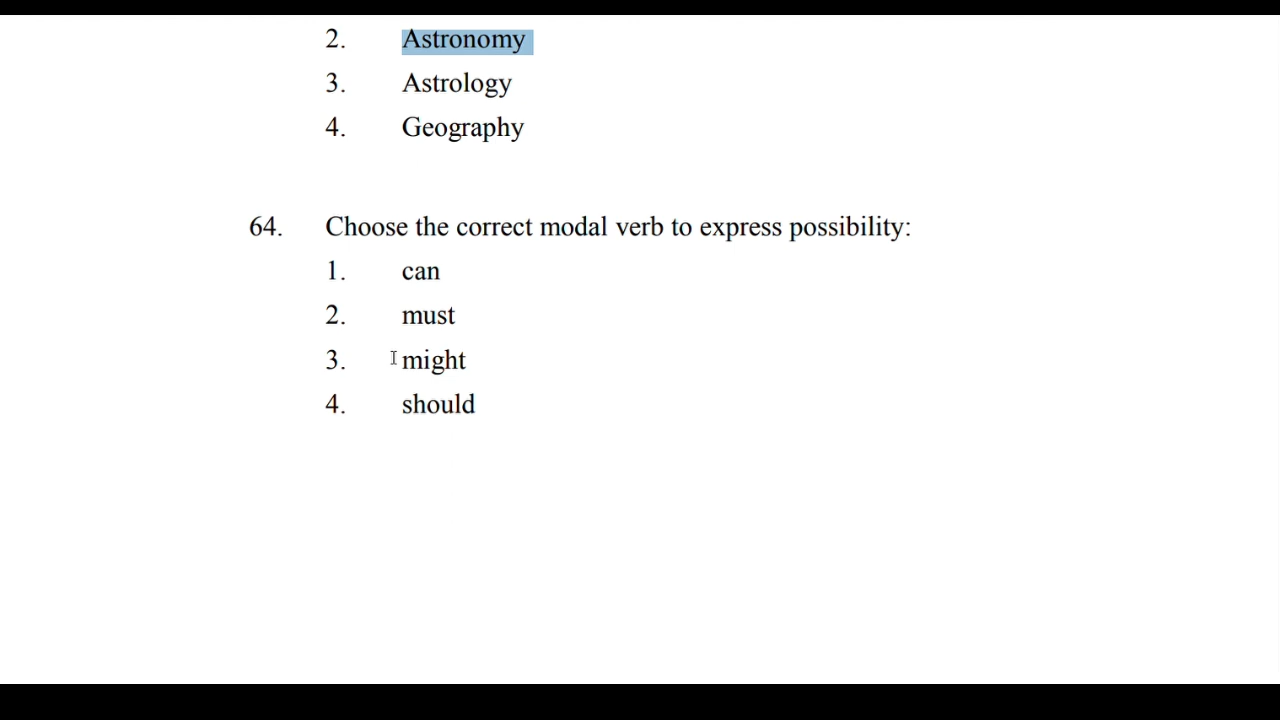 2. Astronomy
3. Astrology
4. Geography
64. Choose the correct modal verb to express possibility:
1. can
2. must
3. might
4. should